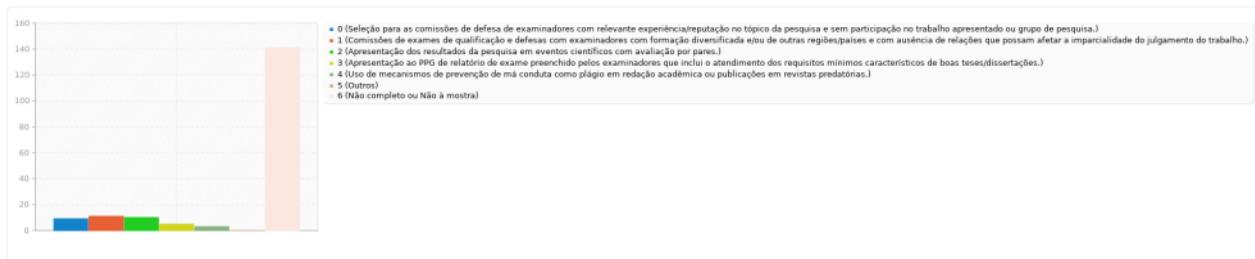 160
140
120
100
80
60
40
20
0
0 (Seleção para as comissões de defesa de examinadores com relevante experiência/reputação no tópico da pesquisa e sem participação no trabalho apresentado ou grupo de pesquisa.)
1 (Comissões de exames de qualificação e defesas com examinadores com formação diversificada e/ou de outras regiões/países e com ausência de relações que possam afetar a imparcialidade do julgamento do trabalho.)
2 (Apresentação dos resultados da pesquisa em eventos científicos com avaliação por pares.)
3 (Apresentação ao PPG de relatório de exame preenchido pelos examinadores que inclui o atendimento dos requisitos mínimos característicos de boas teses/dissertações.)
4 (Uso de mecanismos de prevenção de má conduta como plágio em redação acadêmica ou publicações em revistas predatórias.)
5 (Outros)
6 (Não completo ou Não à mostra)